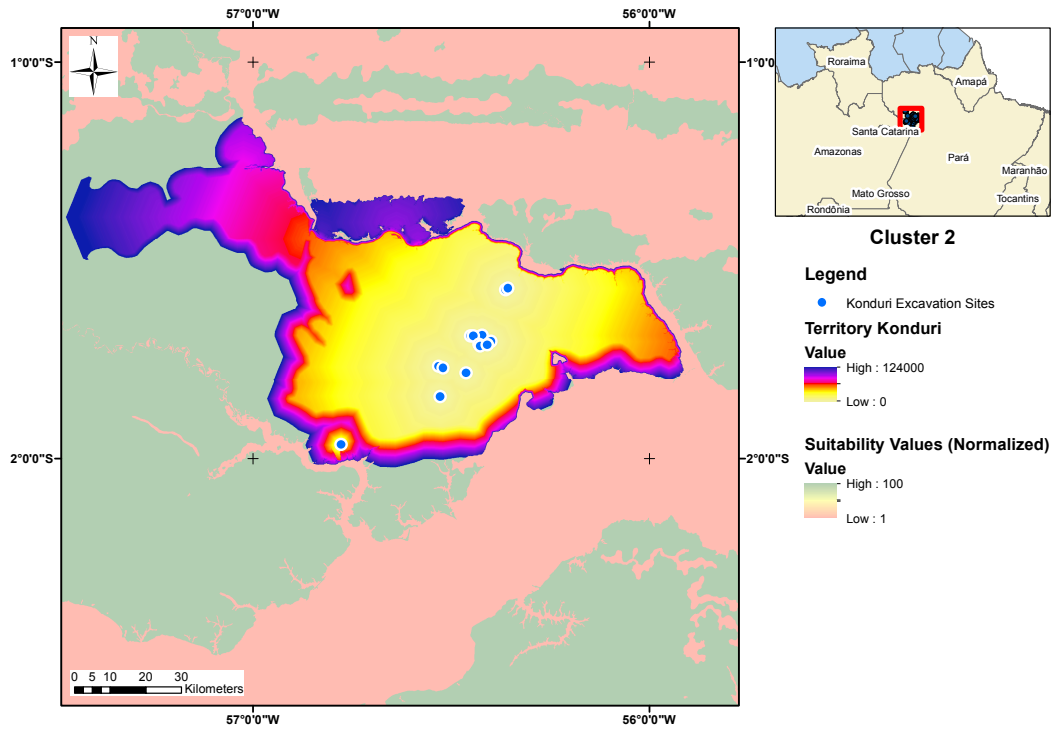 57°0'0"W 56°0'0"W
N
1°0'0"S 1°0'
2°0'0"S 2°0'0"S
0 5 10 20 30
Kilometers
57°0'0"W 56°0'0"W
Roraima
Amapá
Santa Catarina
Amazonas
Pará
Maranhão
Mato Grosso
Tocantins
Rondônia
Cluster 2
Legend
Konduri Excavation Sites
Territory Konduri
Value
High : 124000
Low : 0
Suitability Values (Normalized)
Value
High : 100
Low : 1